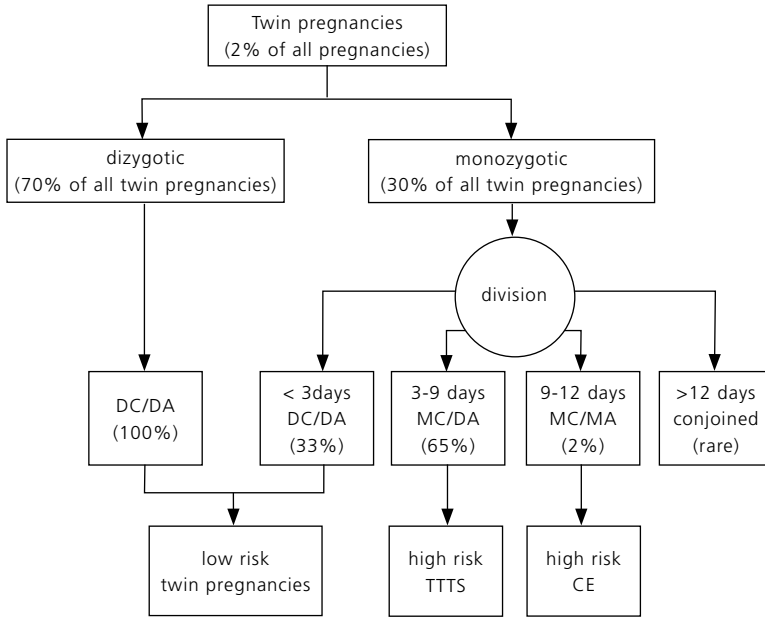 Twin pregnancies
(2% of all pregnancies)
dizygotic
(70% of all twin pregnancies)
monozygotic
(30% of all twin pregnancies)
division
DC/DA
(100%)
< 3days
DC/DA
(33%)
3-9 days
MC/DA
(65%)
9-12 days
MC/MA
(2%)
>12 days
conjoined
(rare)
low risk
twin pregnancies
high risk
TTTS
high risk
CE